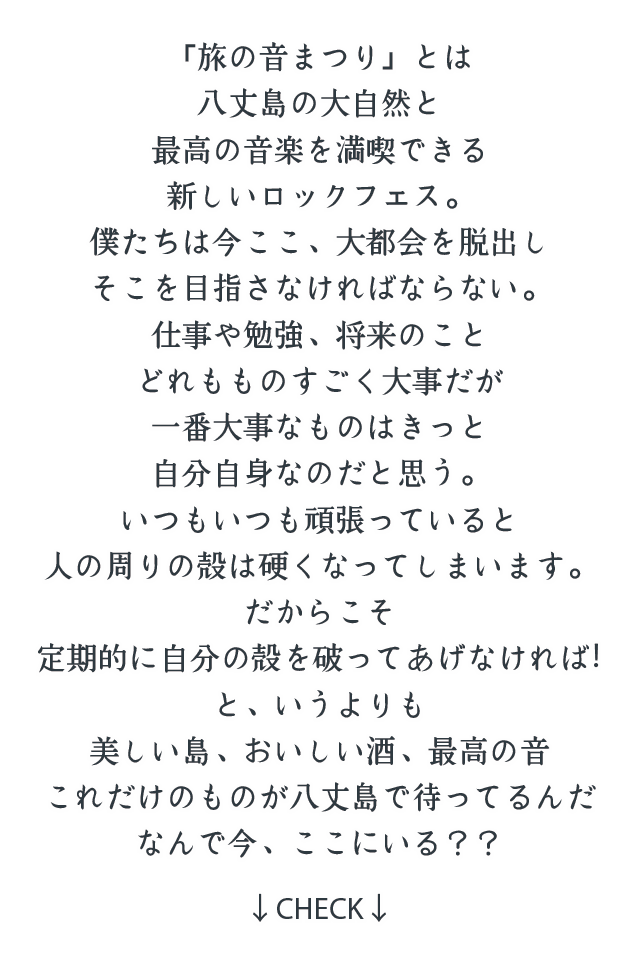 「旅の音まつり」とは
八丈島の大自然と
最高の音楽を満喫できる
新しいロックフェス。
僕たちは今ここ、大都会を脱出し
そこを目指さなければならない。
仕事や勉強、将来のこと
どれもものすごく大事だが
一番大事なものはきっと
自分自身なのだと思う。
いつもいつも頑張っていると
人の周りの殻は硬くなってしまいます。
だからこそ
定期的に自分の殻を破ってあげなければ!
と、いうよりも
美しい島、おいしい酒、最高の音
これだけのものが八丈島で待ってるんだ
なんで今、ここにいる？？
↓CHECK↓